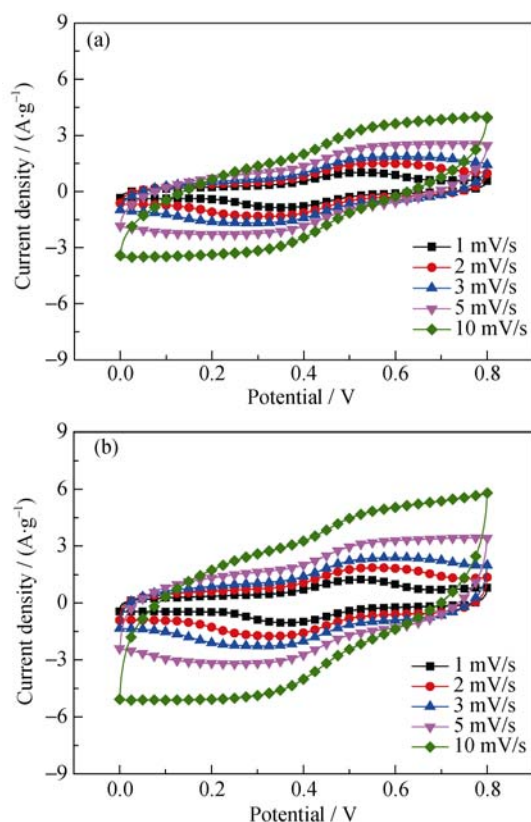 (a)
9
6
3
0
−3
−6
−9
Current density / (A·g⁻¹)
1 mV/s
2 mV/s
3 mV/s
5 mV/s
10 mV/s
0.0 0.2 0.4 0.6 0.8
Potential / V
(b)
9
6
3
0
−3
−6
−9
Current density / (A·g⁻¹)
1 mV/s
2 mV/s
3 mV/s
5 mV/s
10 mV/s
0.0 0.2 0.4 0.6 0.8
Potential / V